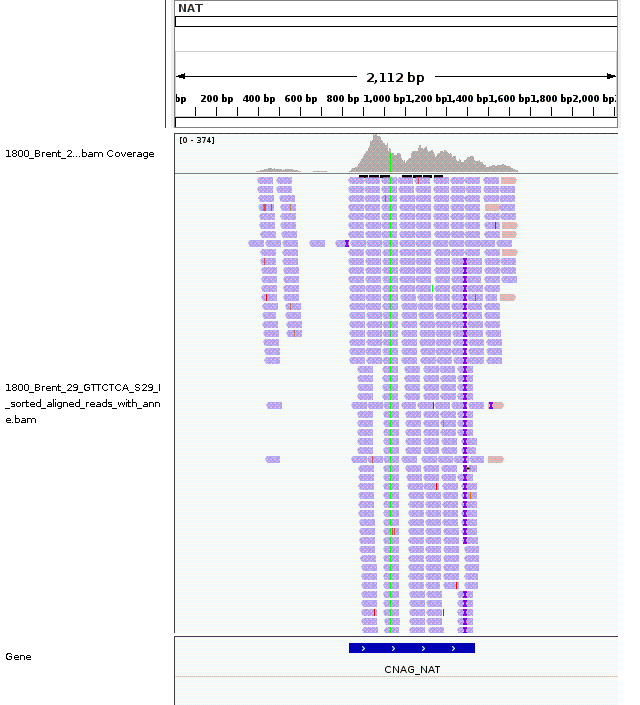 NAT
2,112 bp
bp 200 bp 400 bp 600 bp 800 bp 1,000 bp 1,200 bp 1,400 bp 1,600 bp 1,800 bp 2,000 bp
[0 - 374]
1800_Brent_2...bam Coverage
1800_Brent_29_GTTCTCA_S29_l
_sorted_aligned_reads_with_ann
e.bam
Gene
CNAG_NAT